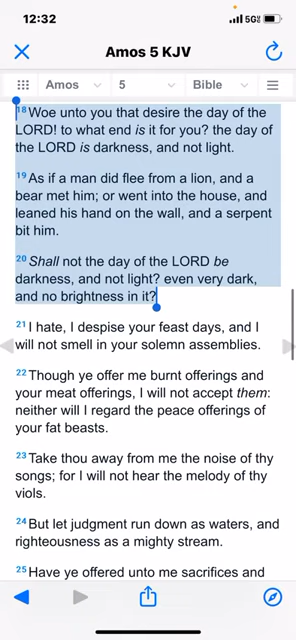 12:32
5G
Amos 5 KJV
Amos
5
Bible
18 Woe unto you that desire the day of the
LORD! to what end is it for you? the day of
the LORD is darkness, and not light.
19 As if a man did flee from a lion, and a
bear met him; or went into the house, and
leaned his hand on the wall, and a serpent
bit him.
20 Shall not the day of the LORD be
darkness, and not light? even very dark,
and no brightness in it?
21 I hate, I despise your feast days, and I
will not smell in your solemn assemblies.
22 Though ye offer me burnt offerings and
your meat offerings, I will not accept them:
neither will I regard the peace offerings of
your fat beasts.
23 Take thou away from me the noise of thy
songs; for I will not hear the melody of thy
viols.
24 But let judgment run down as waters, and
righteousness as a mighty stream.
25 Have ye offered unto me sacrifices and